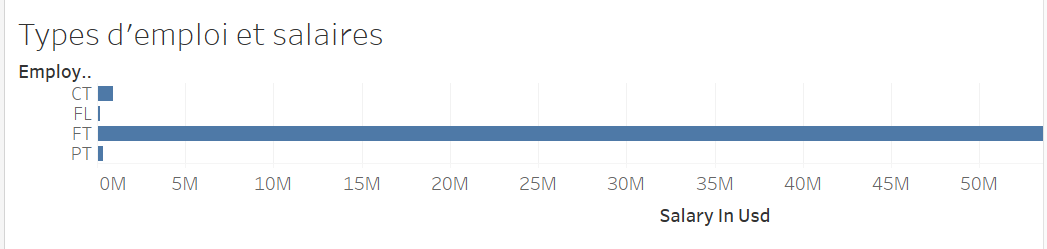 Types d'emploi et salaires
Employ..
CT
FL
FT
PT
0M 5M 10M 15M 20M 25M 30M 35M 40M 45M 50M
Salary In Usd